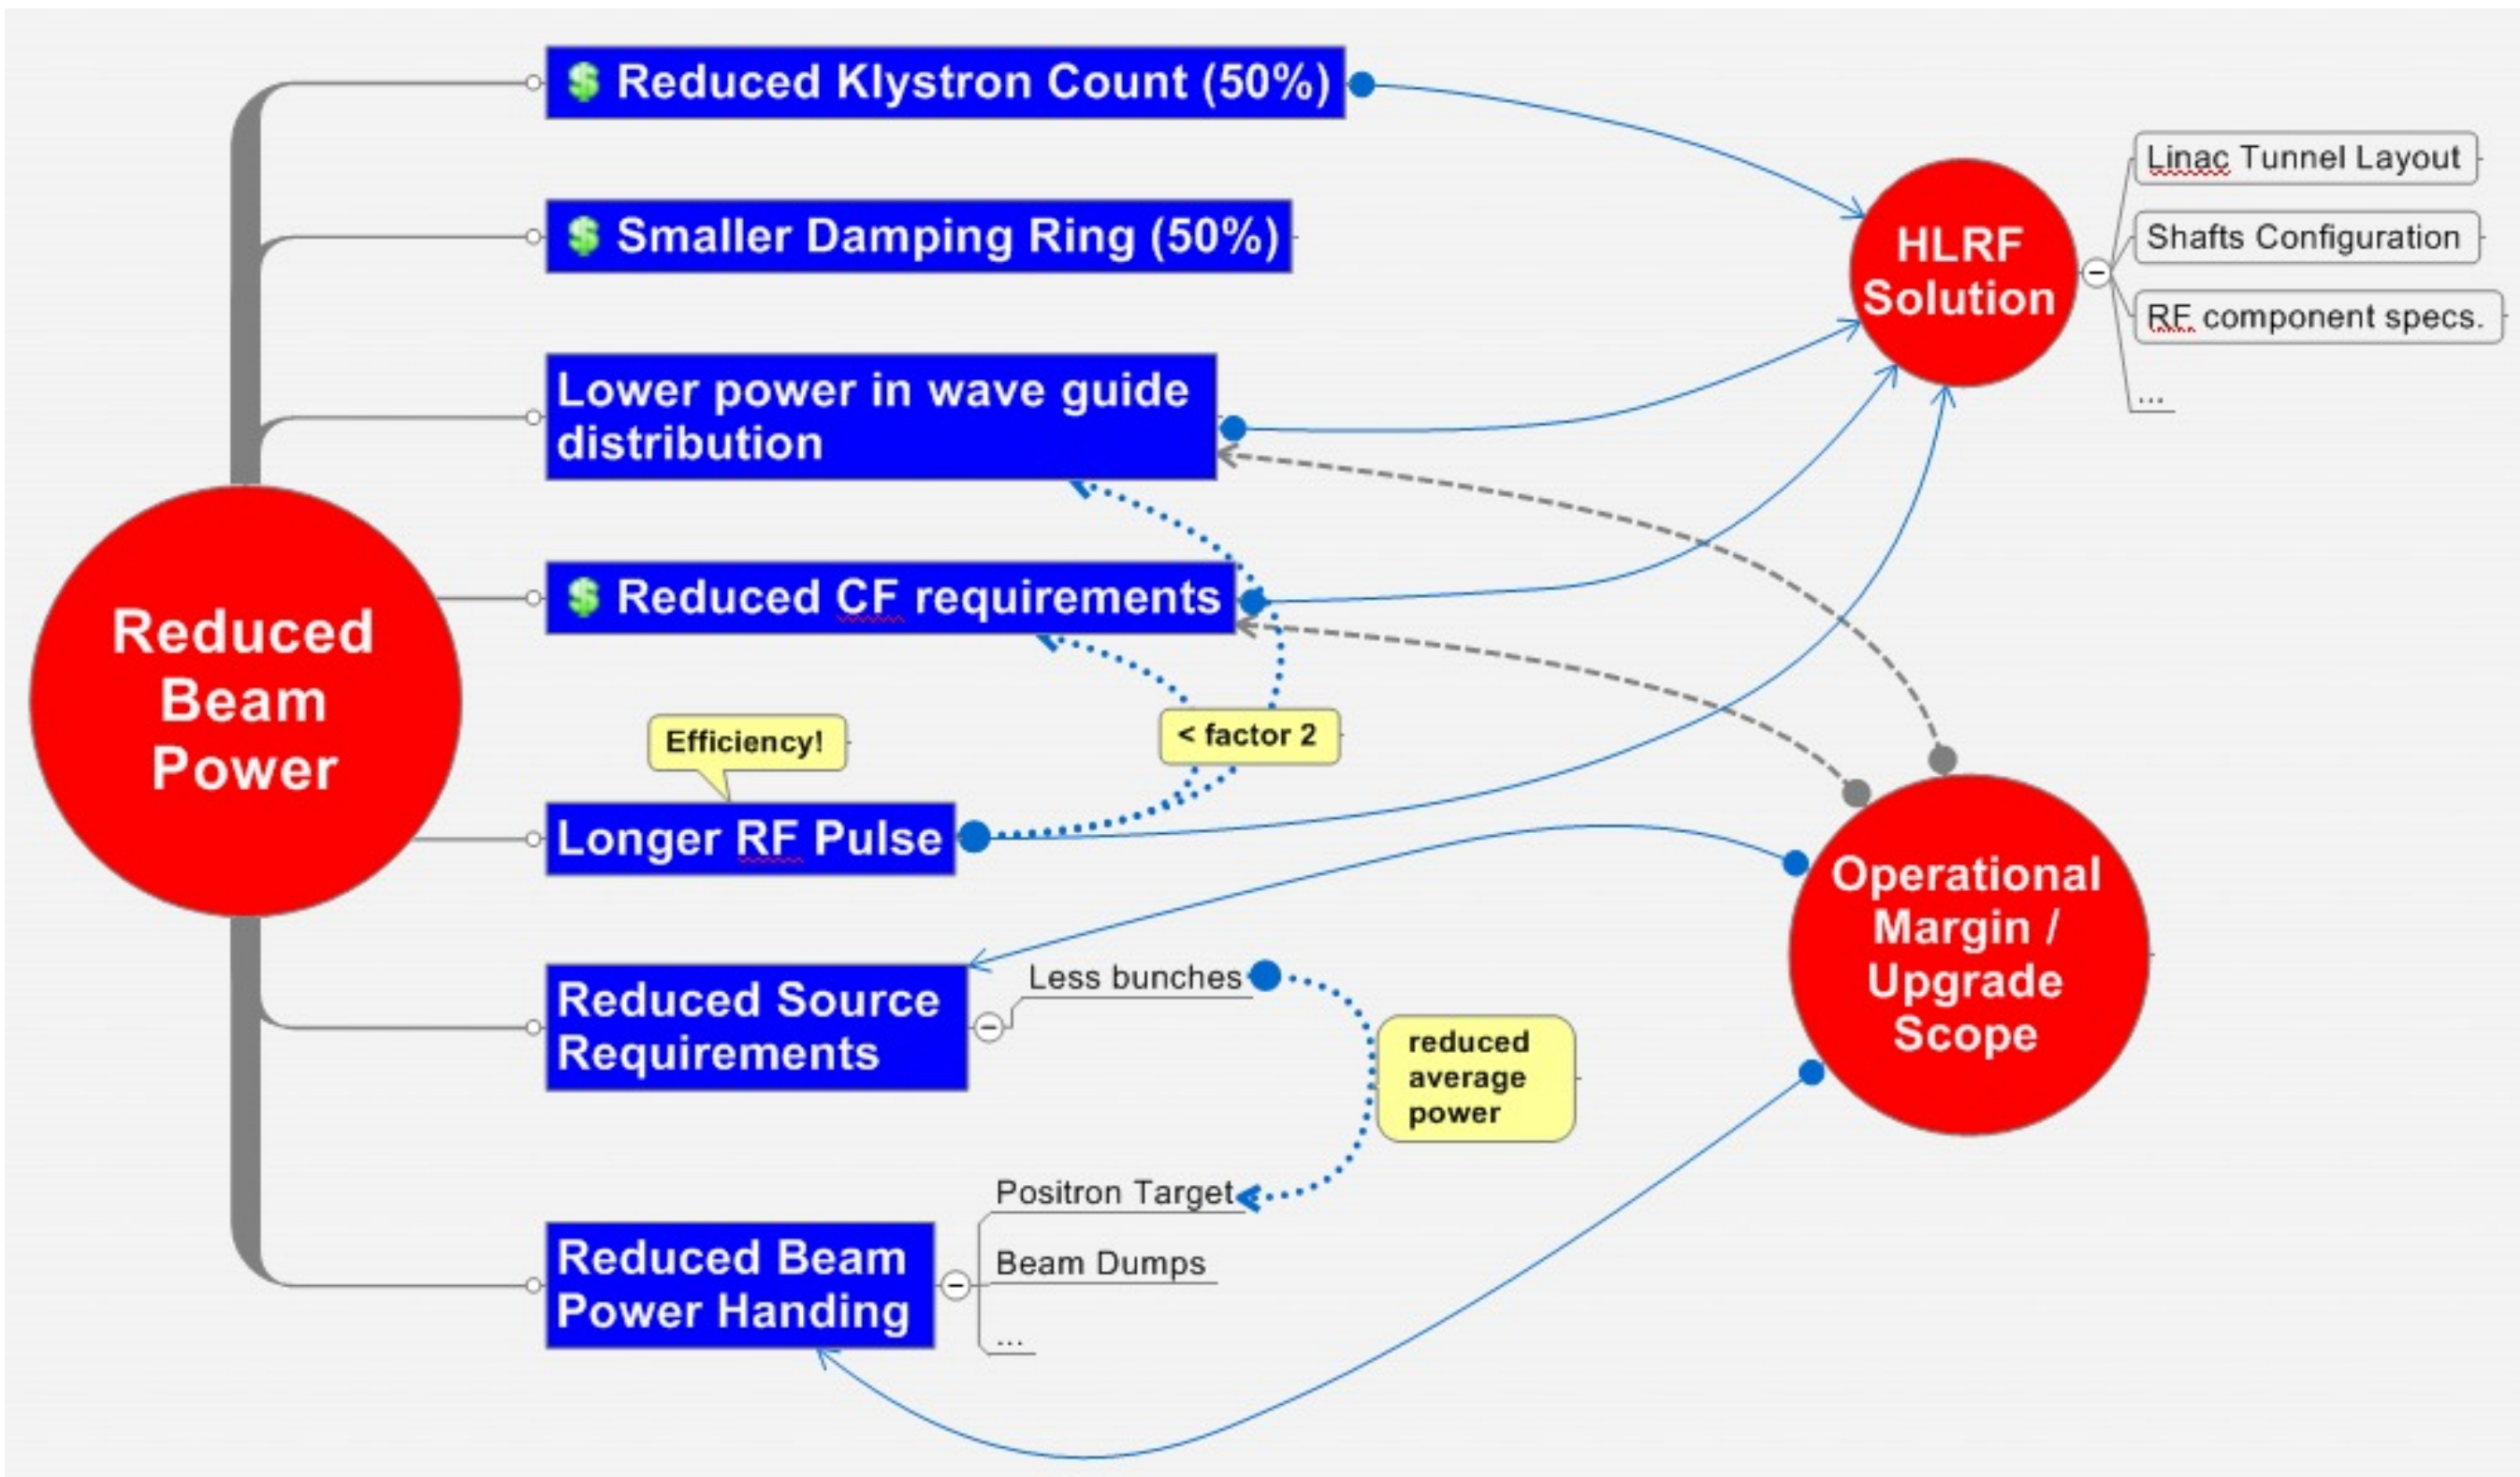 $ Reduced Klystron Count (50%)
$ Smaller Damping Ring (50%)
Lower power in wave guide
distribution
$ Reduced CF requirements
Efficiency!
< factor 2
Longer RF Pulse
Reduced Source
Requirements
Less bunches
reduced
average
power
Positron Target
Beam Dumps
...
Reduced Beam
Power Handing
Reduced
Beam
Power
HLRF
Solution
Linac Tunnel Layout
Shafts Configuration
RF component specs.
...
Operational
Margin /
Upgrade
Scope